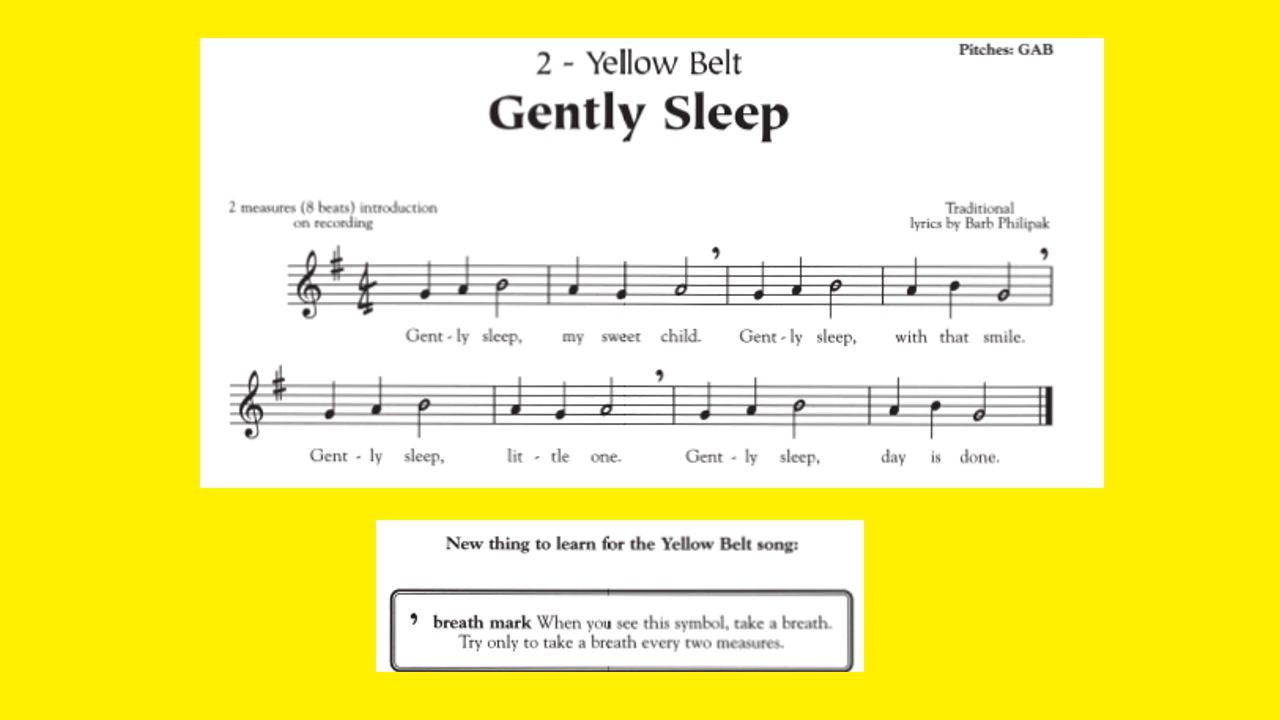 Pitches: GAB
2 - Yellow Belt
Gently Sleep
2 measures (8 beats) introduction
on recording
Traditional
lyrics by Barb Philipak
Gent - ly sleep, my sweet child. Gent - ly sleep, with that smile.
Gent - ly sleep, lit - tle one. Gent - ly sleep, day is done.
New thing to learn for the Yellow Belt song:
, breath mark When you see this symbol, take a breath.
Try only to take a breath every two measures.